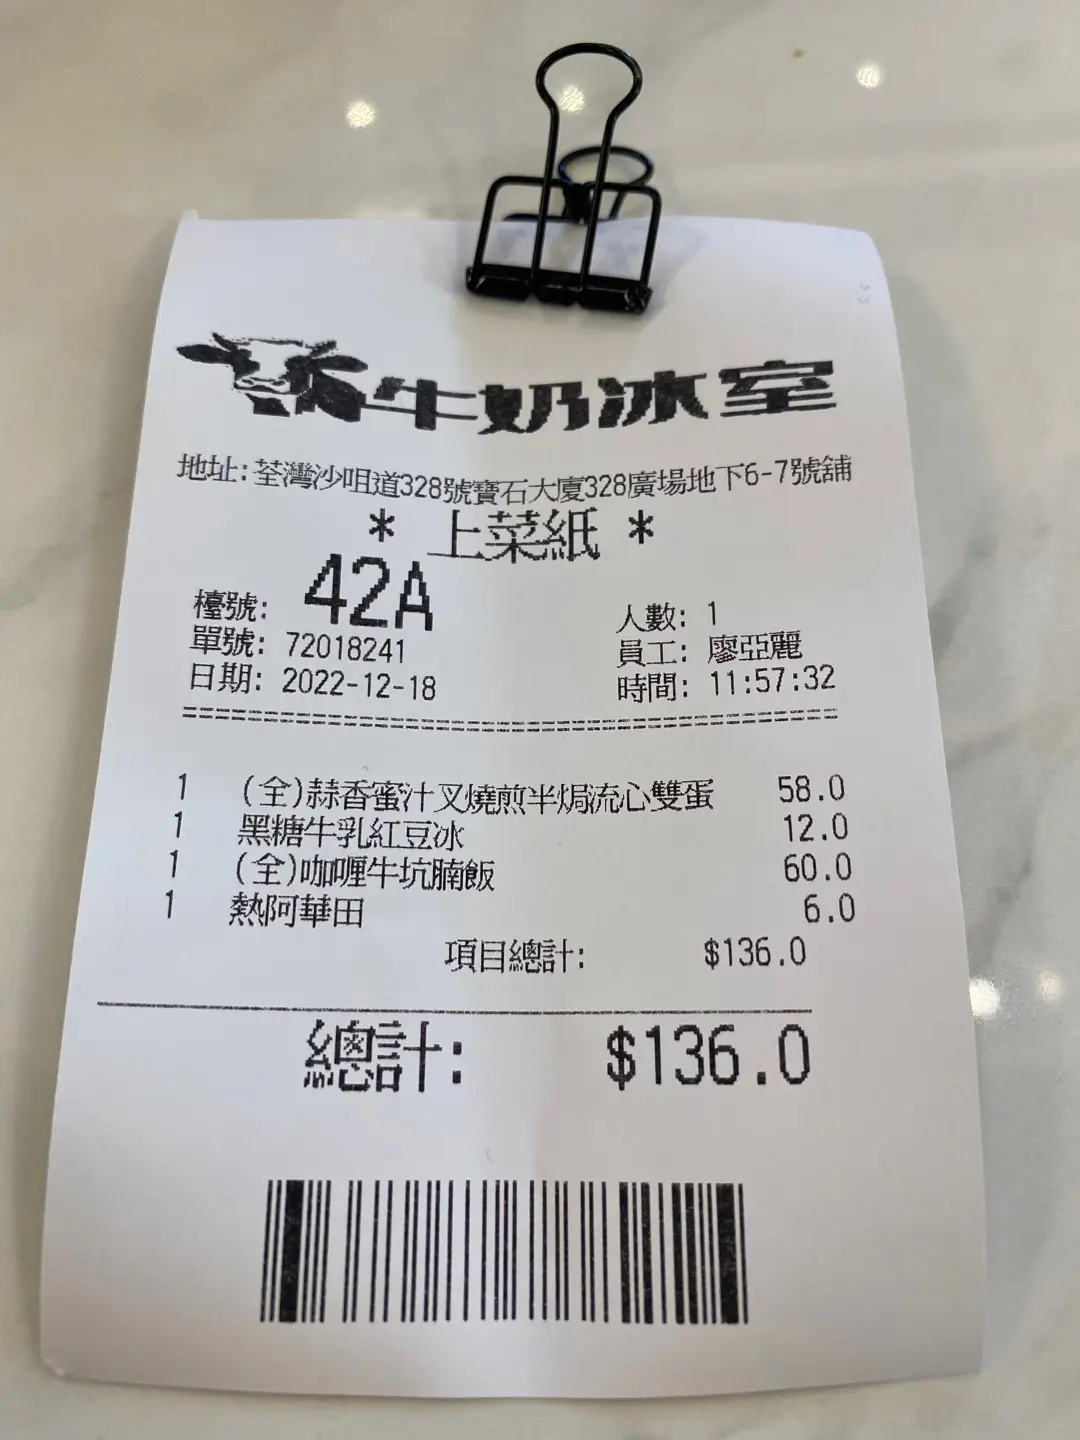 牛奶冰室
地址:荃灣沙咀道328號寶石大廈328廣場地下6-7號舖
* 上菜紙 *
檯號: 42A 人數: 1
單號: 72018241 員工: 廖亞麗
日期: 2022-12-18 時間: 11:57:32
1 (全)蒜香蜜汁叉燒煎半焗流心雙蛋 58.0
1 黑糖牛乳紅豆冰 12.0
1 (全)咖喱牛坑腩飯 60.0
1 熱阿華田 6.0
項目總計: $136.0
總計: $136.0